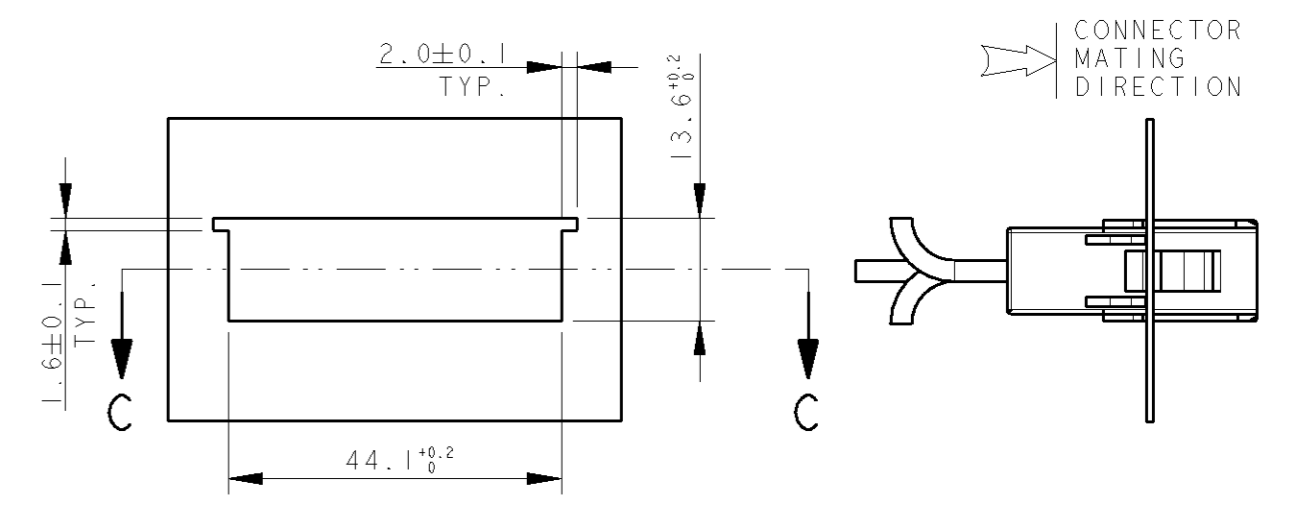 2.0±0.1
TYP.
13.6 +0.2 0
CONNECTOR
MATING
DIRECTION
1.6±0.1
TYP.
C
C
44.1 +0.2 0